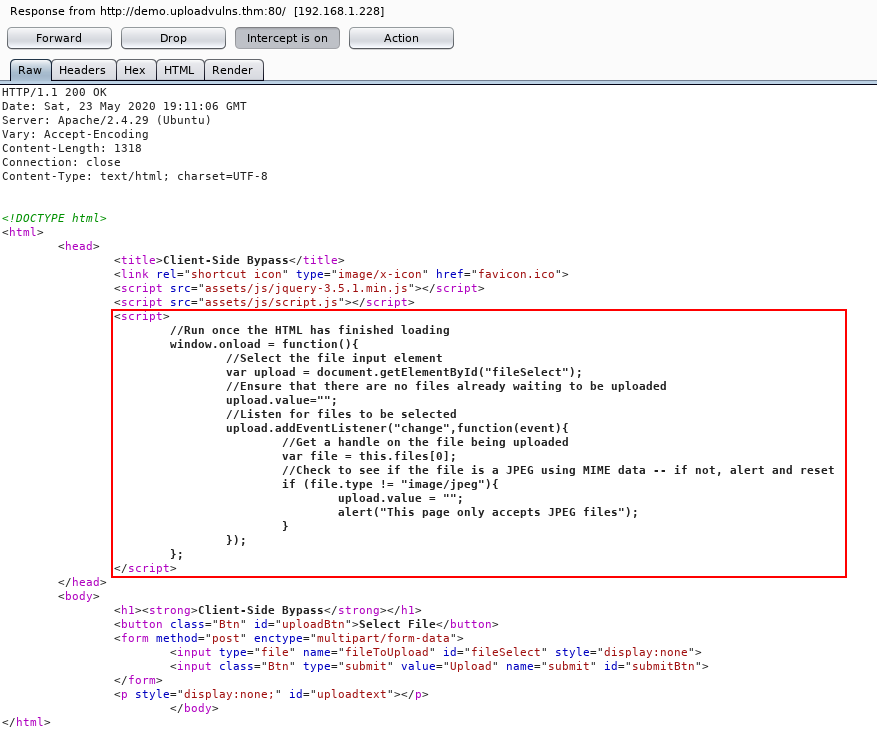 Response from http://demo.uploadvulns.thm:80/ [192.168.1.228]
Forward Drop Intercept is on Action
Raw Headers Hex HTML Render
HTTP/1.1 200 OK
Date: Sat, 23 May 2020 19:11:06 GMT
Server: Apache/2.4.29 (Ubuntu)
Vary: Accept-Encoding
Content-Length: 1318
Connection: close
Content-Type: text/html; charset=UTF-8
<!DOCTYPE html>
<html>
<head>
<title>Client-Side Bypass</title>
<link rel="shortcut icon" type="image/x-icon" href="favicon.ico">
<script src="assets/js/jquery-3.5.1.min.js"></script>
<script src="assets/js/script.js"></script>
<script>
//Run once the HTML has finished loading
window.onload = function(){
//Select the file input element
var upload = document.getElementById("fileSelect");
//Ensure that there are no files already waiting to be uploaded
upload.value="";
//Listen for files to be selected
upload.addEventListener("change",function(event){
//Get a handle on the file being uploaded
var file = this.files[0];
//Check to see if the file is a JPEG using MIME data -- if not, alert and reset
if (file.type != "image/jpeg"){
upload.value = "";
alert("This page only accepts JPEG files");
}
});
};
</script>
</head>
<body>
<h1><strong>Client-Side Bypass</strong></h1>
<button class="Btn" id="uploadBtn">Select File</button>
<form method="post" enctype="multipart/form-data">
<input type="file" name="fileToUpload" id="fileSelect" style="display:none">
<input class="Btn" type="submit" value="Upload" name="submit" id="submitBtn">
</form>
<p style="display:none;" id="uploadtext"></p>
</body>
</html>